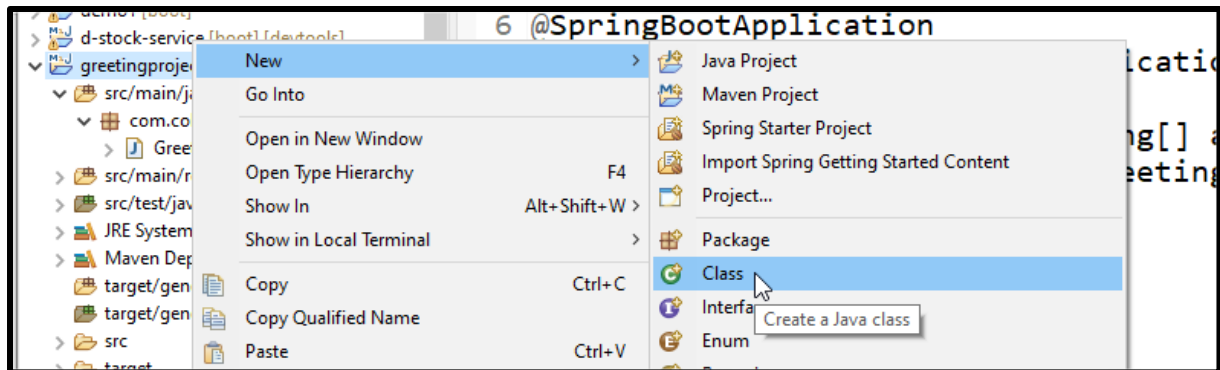 demo1 [boot]
6 @SpringBootApplication
d-stock-service [boot] [devtools]
greetingproje
New
Java Project
src/main/ja
Go Into
Maven Project
com.co
Open in New Window
Spring Starter Project
Gree
Open Type Hierarchy F4
Import Spring Getting Started Content
src/main/r
Show In Alt+Shift+W
Project...
src/test/jav
Show in Local Terminal
Package
JRE System
Copy Ctrl+C
Class
Maven Dep
Copy Qualified Name
Interfa
Create a Java class
target/gen
Paste Ctrl+V
Enum
target/gen
src
target
icatio
ng[] a
eeting